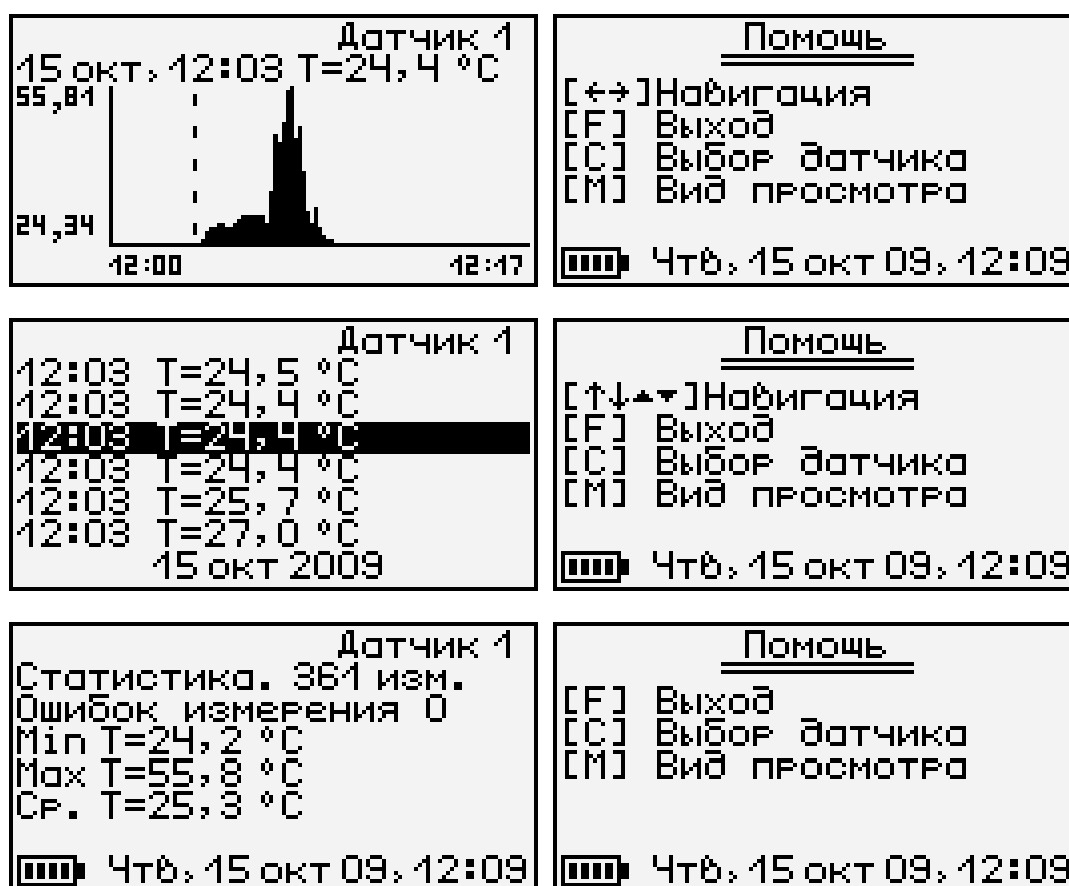 Датчик 1
15 окт, 12:03 T=24,4 °C
55,81
24,34
12:00 12:17
Помощь
[←→]Навигация
[F] Выход
[C] Выбор датчика
[M] Вид просмотра
Чтв, 15 окт 09, 12:09
Датчик 1
12:03 T=24,5 °C
12:03 T=24,4 °C
12:03 T=24,4 °C
12:03 T=24,4 °C
12:03 T=25,7 °C
12:03 T=27,0 °C
15 окт 2009
Помощь
[↑↓▲▼]Навигация
[F] Выход
[C] Выбор датчика
[M] Вид просмотра
Чтв, 15 окт 09, 12:09
Датчик 1
Статистика. 361 изм.
Ошибок измерения 0
Min T=24,2 °C
Max T=55,8 °C
Ср. T=25,3 °C
Чтв, 15 окт 09, 12:09
Помощь
[F] Выход
[C] Выбор датчика
[M] Вид просмотра
Чтв, 15 окт 09, 12:09